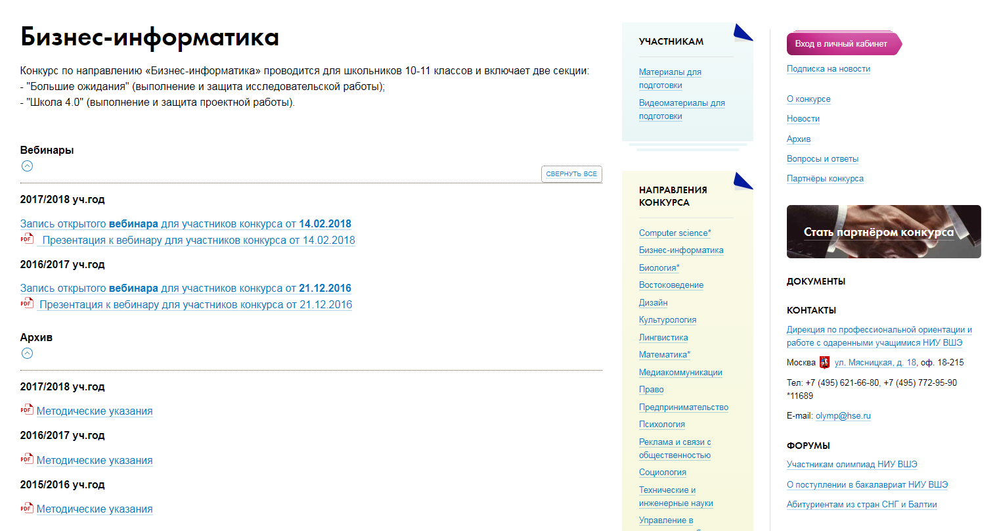 Бизнес-информатика
Конкурс по направлению «Бизнес-информатика» проводится для школьников 10-11 классов и включает две секции:
- "Большие ожидания" (выполнение и защита исследовательской работы);
- "Школа 4.0" (выполнение и защита проектной работы).
Вебинары
СВЕРНУТЬ ВСЕ
2017/2018 уч.год
Запись открытого вебинара для участников конкурса от 14.02.2018
PDF Презентация к вебинару для участников конкурса от 14.02.2018
2016/2017 уч.год
Запись открытого вебинара для участников конкурса от 21.12.2016
PDF Презентация к вебинару для участников конкурса от 21.12.2016
Архив
2017/2018 уч.год
PDF Методические указания
2016/2017 уч.год
PDF Методические указания
2015/2016 уч.год
PDF Методические указания
УЧАСТНИКАМ
Материалы для
подготовки
Видеоматериалы для
подготовки
НАПРАВЛЕНИЯ
КОНКУРСА
Computer science*
Бизнес-информатика
Биология*
Востоковедение
Дизайн
Культурология
Лингвистика
Математика*
Медиакоммуникации
Право
Предпринимательство
Психология
Реклама и связи с
общественностью
Социология
Технические и
инженерные науки
Управление в
Вход в личный кабинет
Подписка на новости
О конкурсе
Новости
Архив
Вопросы и ответы
Партнёры конкурса
Стать партнёром конкурса
ДОКУМЕНТЫ
КОНТАКТЫ
Дирекция по профессиональной ориентации и
работе с одаренными учащимися НИУ ВШЭ
Москва ул. Мясницкая, д. 18, оф. 18-215
Тел: +7 (495) 621-66-80, +7 (495) 772-95-90
*11689
E-mail: olymp@hse.ru
ФОРУМЫ
Участникам олимпиад НИУ ВШЭ
О поступлении в бакалавриат НИУ ВШЭ
Абитуриентам из стран СНГ и Балтии